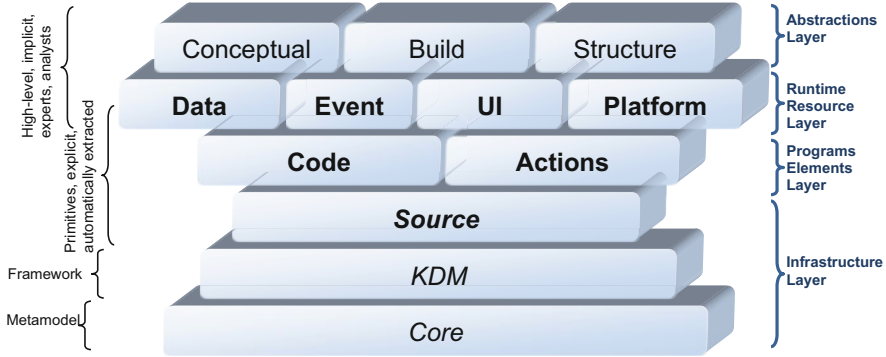 High-level, implicit,
experts, analysts
Primitives, explicit,
automatically extracted
Framework
Metamodel
Conceptual
Build
Structure
Data
Event
UI
Platform
Code
Actions
Source
KDM
Core
Abstractions
Layer
Runtime
Resource
Layer
Programs
Elements
Layer
Infrastructure
Layer